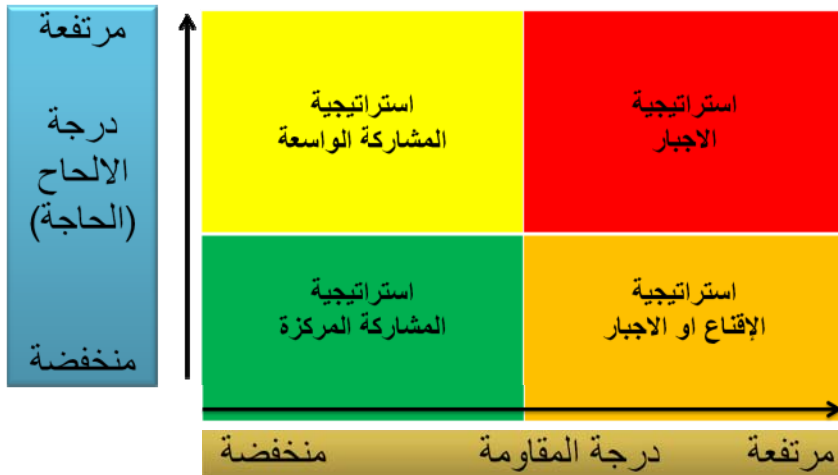 مرتفعة
درجة
الالحاح
(الحاجة)
منخفضة
استراتيجية
المشاركة الواسعة
استراتيجية
الاجبار
استراتيجية
المشاركة المركزة
استراتيجية
الإقناع او الاجبار
منخفضة درجة المقاومة مرتفعة